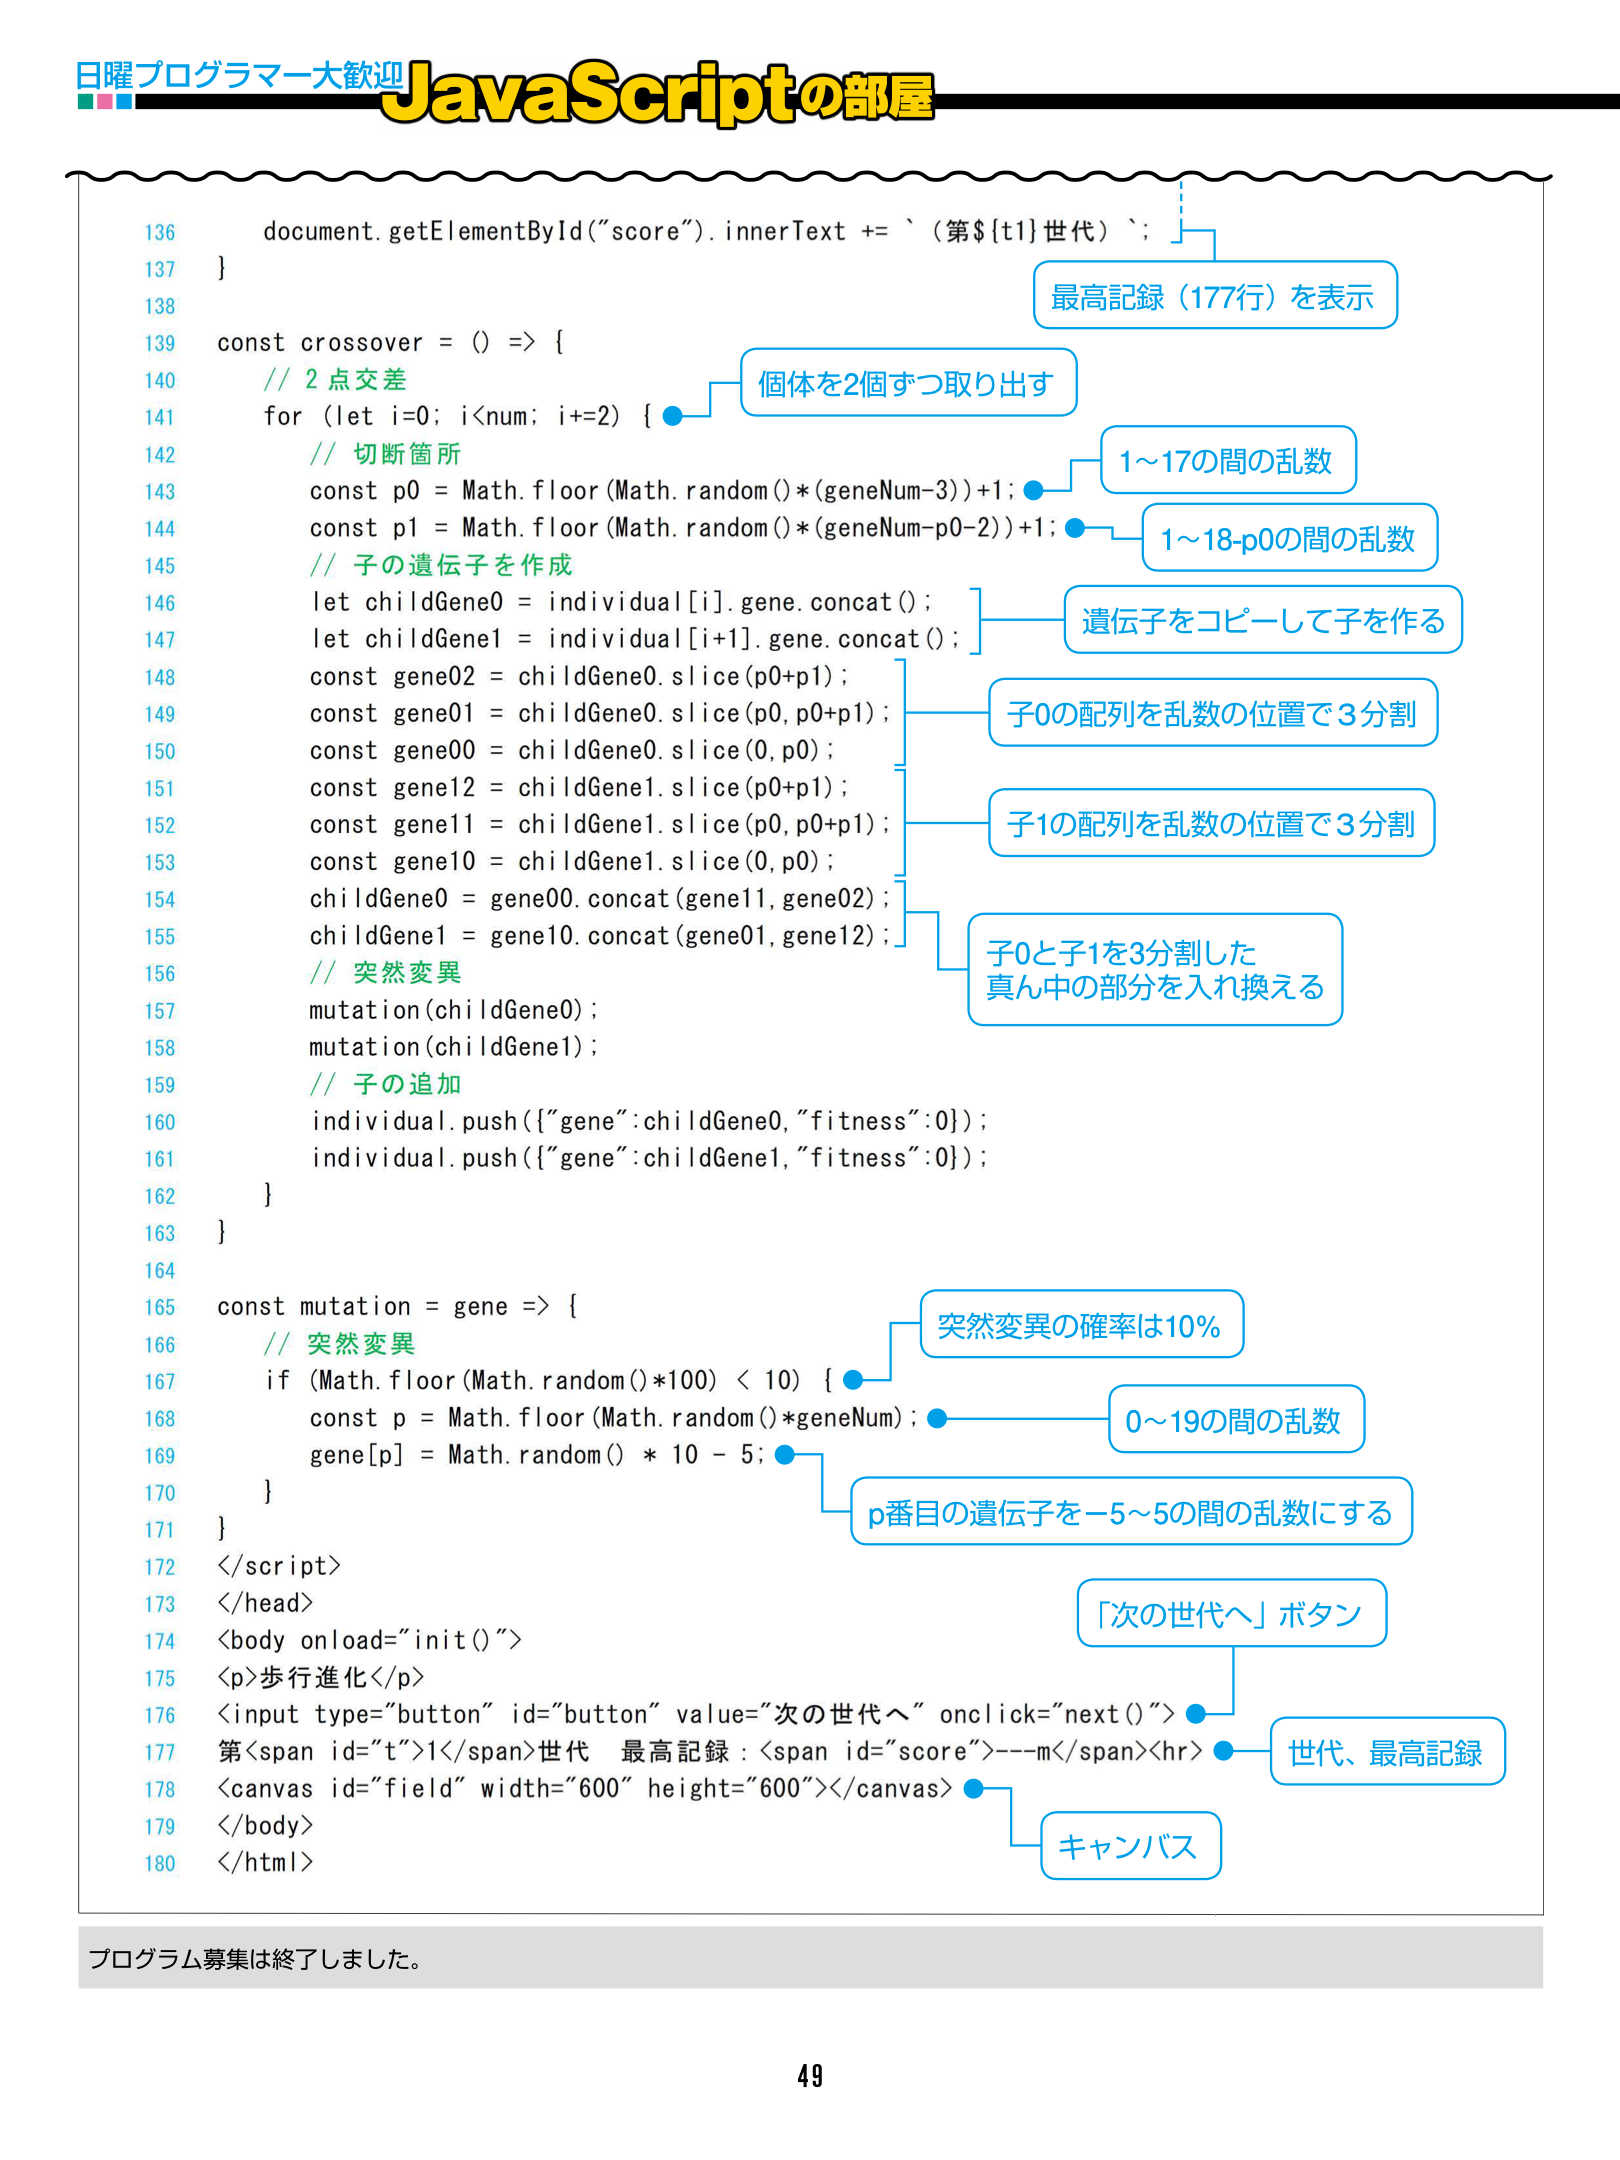 日曜プログラマー大歓迎
JavaScriptの部屋
136 document.getElementById("score").innerText += `（第${t1}世代）`;
最高記録（177行）を表示
137 }
138
139 const crossover = () => {
140 // 2点交差
個体を2個ずつ取り出す
141 for (let i=0; i<num; i+=2) {
142 // 切断箇所
1～17の間の乱数
143 const p0 = Math.floor(Math.random()*(geneNum-3))+1;
144 const p1 = Math.floor(Math.random()*(geneNum-p0-2))+1;
1～18-p0の間の乱数
145 // 子の遺伝子を作成
146 let childGene0 = individual[i].gene.concat();
遺伝子をコピーして子を作る
147 let childGene1 = individual[i+1].gene.concat();
148 const gene02 = childGene0.slice(p0+p1);
149 const gene01 = childGene0.slice(p0,p0+p1);
子0の配列を乱数の位置で３分割
150 const gene00 = childGene0.slice(0,p0);
151 const gene12 = childGene1.slice(p0+p1);
152 const gene11 = childGene1.slice(p0,p0+p1);
子1の配列を乱数の位置で３分割
153 const gene10 = childGene1.slice(0,p0);
154 childGene0 = gene00.concat(gene11,gene02);
155 childGene1 = gene10.concat(gene01,gene12);
子0と子1を3分割した
真ん中の部分を入れ換える
156 // 突然変異
157 mutation(childGene0);
158 mutation(childGene1);
159 // 子の追加
160 individual.push({"gene":childGene0,"fitness":0});
161 individual.push({"gene":childGene1,"fitness":0});
162 }
163 }
164
165 const mutation = gene => {
突然変異の確率は10%
166 // 突然変異
167 if (Math.floor(Math.random()*100) < 10) {
168 const p = Math.floor(Math.random()*geneNum);
0～19の間の乱数
169 gene[p] = Math.random() * 10 - 5;
170 }
p番目の遺伝子を－5～5の間の乱数にする
171 }
172 </script>
173 </head>
「次の世代へ」ボタン
174 <body onload="init()">
175 <p>歩行進化</p>
176 <input type="button" id="button" value="次の世代へ" onclick="next()">
177 第<span id="t">1</span>世代　最高記録：<span id="score">---m</span><hr>
世代、最高記録
178 <canvas id="field" width="600" height="600"></canvas>
179 </body>
キャンバス
180 </html>
プログラム募集は終了しました。
49